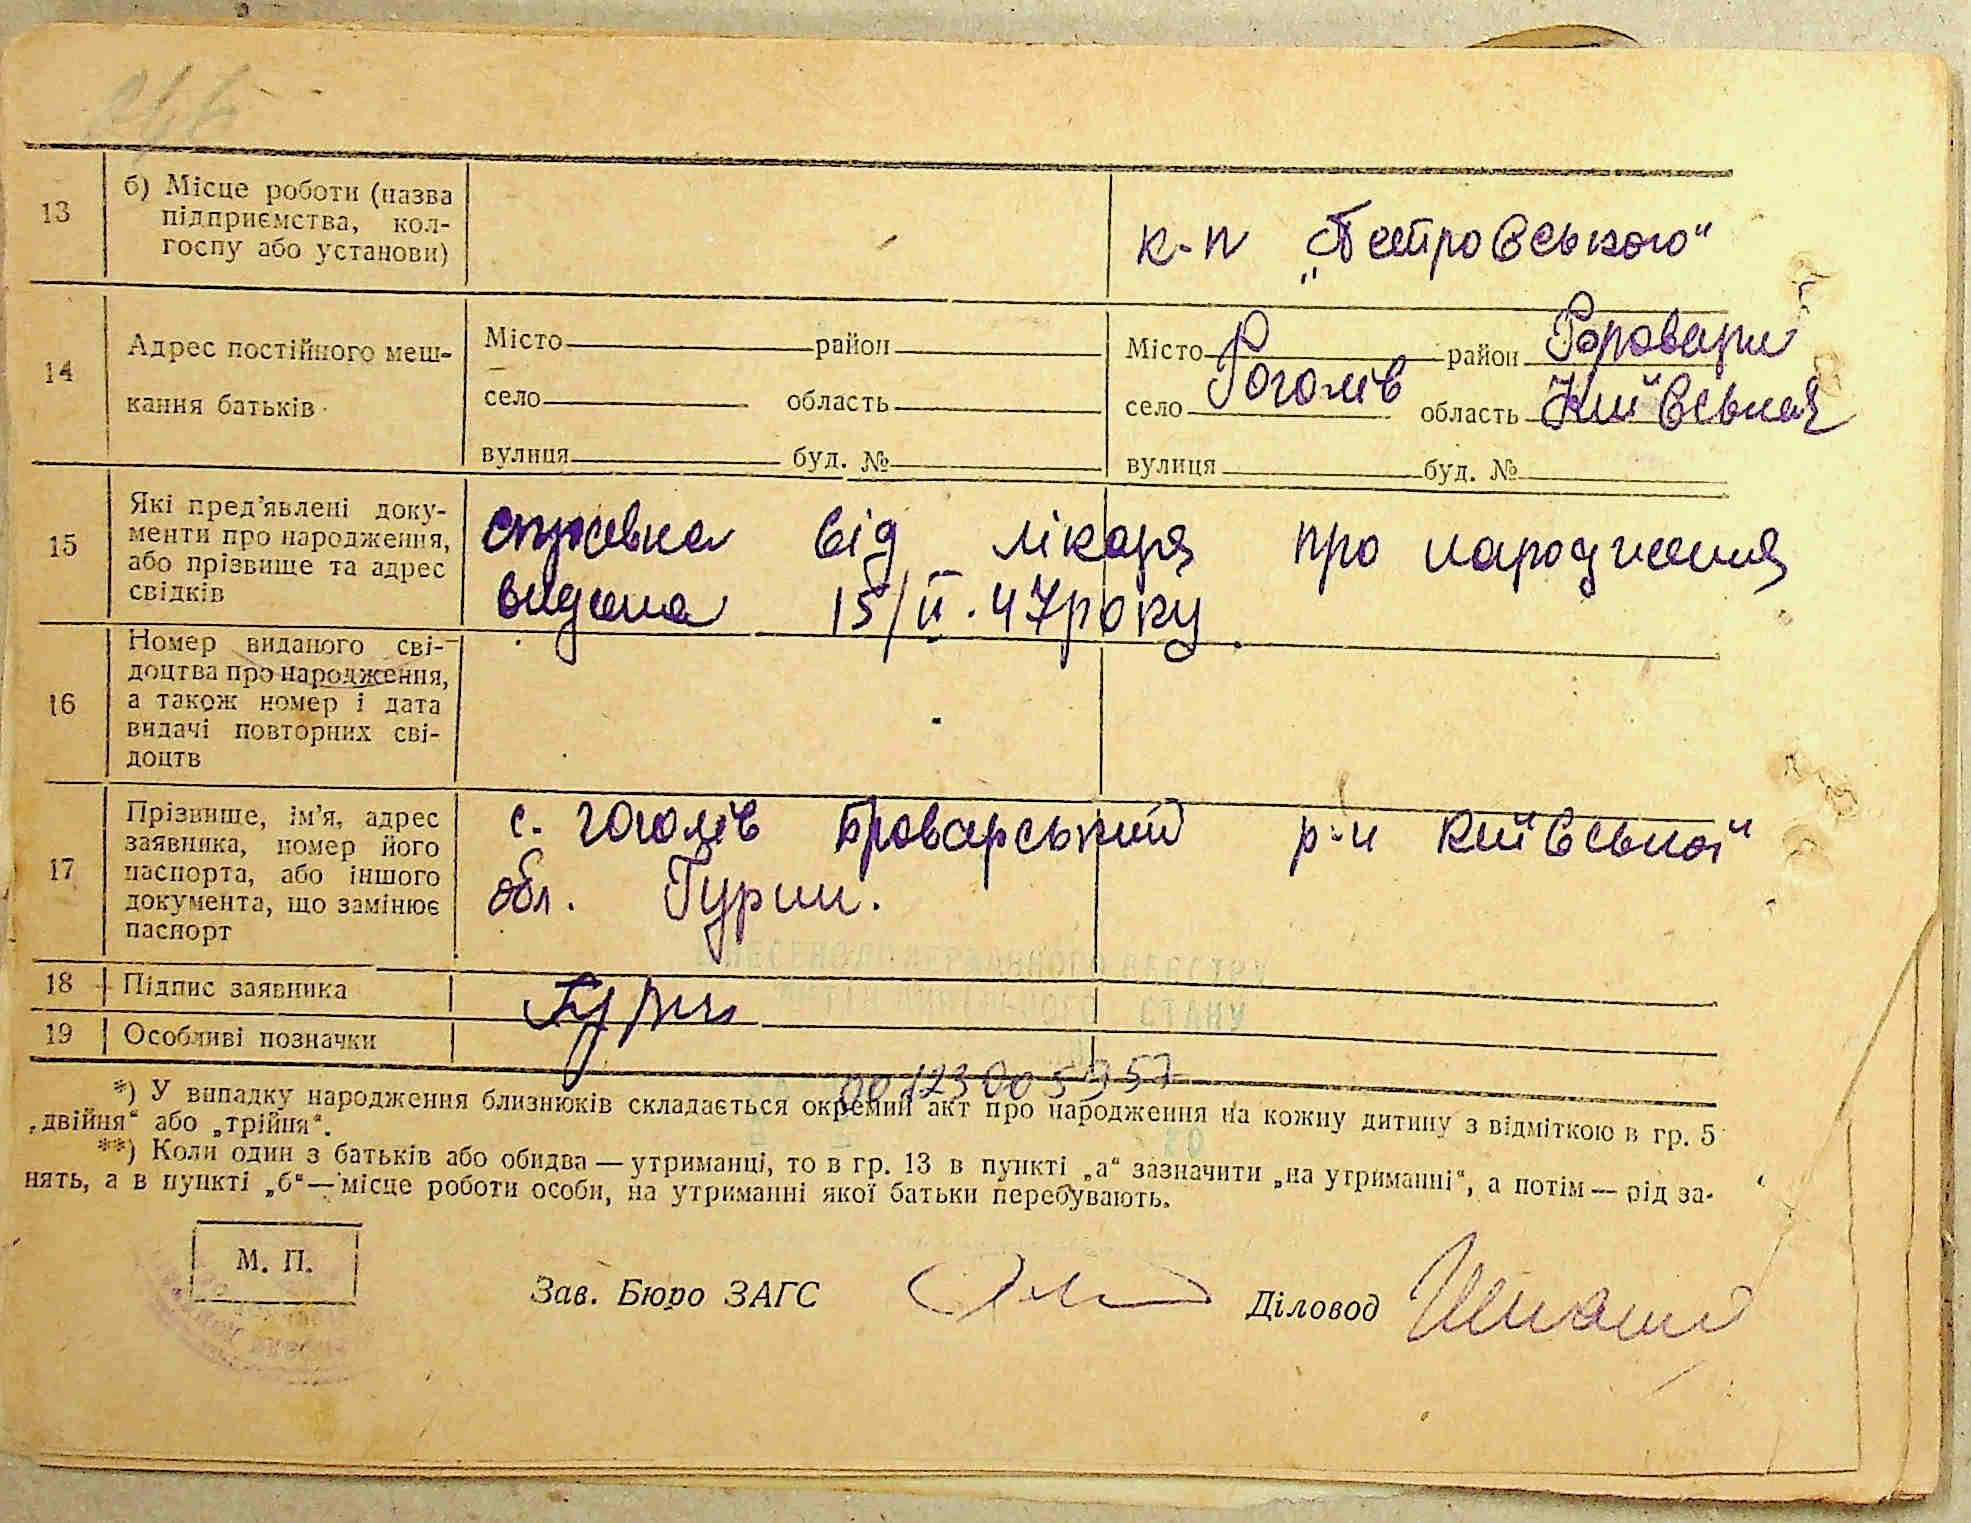 13
б) Місце роботи (назва
підприємства, кол-
госпу або установи)
к-п „Петровського"
14
Адрес постійного меш-
кання батьків
Місто район
село область
вулиця буд. №
Місто район Бровари
село Гоголів область Київська
вулиця буд. №
15
Які пред'явлені доку-
менти про народження,
або прізвище та адрес
свідків
справка від лікаря про народження
видана 15/II. 47 року.
16
Номер виданого сві-
доцтва про народження,
а також номер і дата
видачі повторних сві-
доцтв
17
Прізвище, ім'я, адрес
заявника, номер його
паспорта, або іншого
документа, що замінює
паспорт
с. Гоголів Броварський р-н Київської
обл. Гурин.
18 Підпис заявника
Гурин
19 Особливі позначки
00123005957
*) У випадку народження близнюків складається окремий акт про народження на кожну дитину з відміткою в гр. 5
„двійня" або „трійня".
**) Коли один з батьків або обидва — утриманці, то в гр. 13 в пункті „а" зазначити „на утриманні", а потім — рід за-
нять, а в пункті „б" — місце роботи особи, на утриманні якої батьки перебувають.
М. П.
Зав. Бюро ЗАГС Діловод